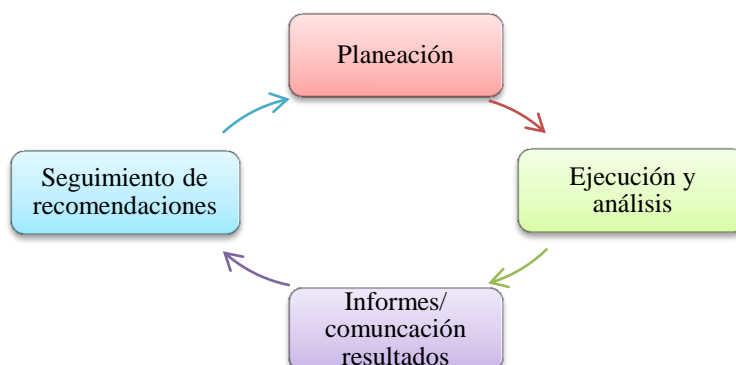 Planeación
Ejecución y
análisis
Informes/
comuncación
resultados
Seguimiento de
recomendaciones